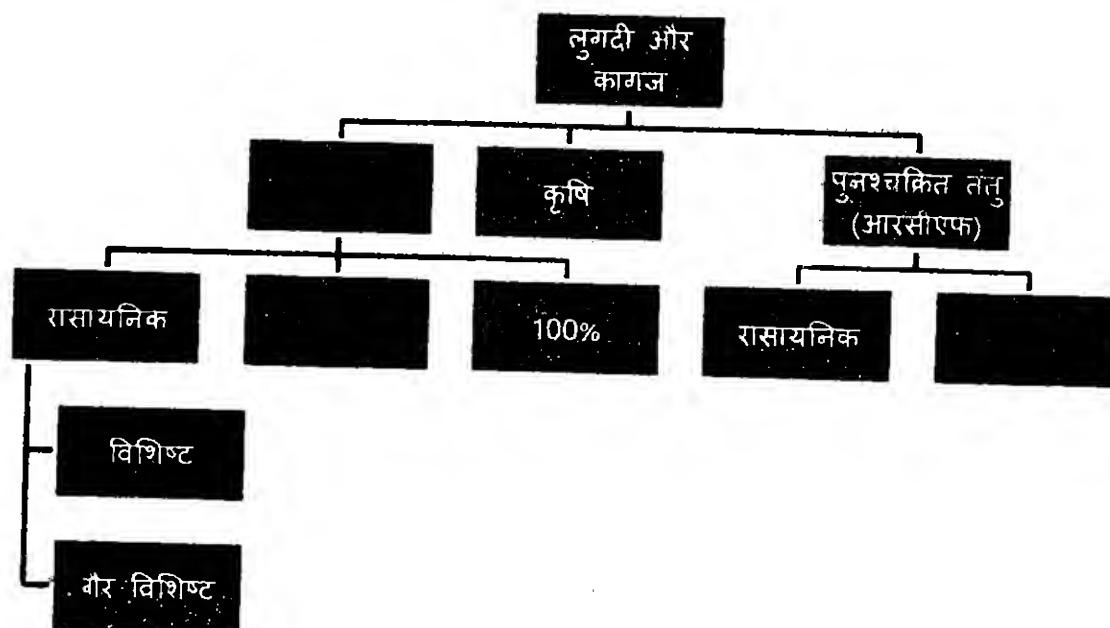 लुगदी और
कागज
कृषि
पुनश्चक्रित तंतु
(आरसीएफ)
रासायनिक
100%
रासायनिक
विशिष्ट
गैर विशिष्ट